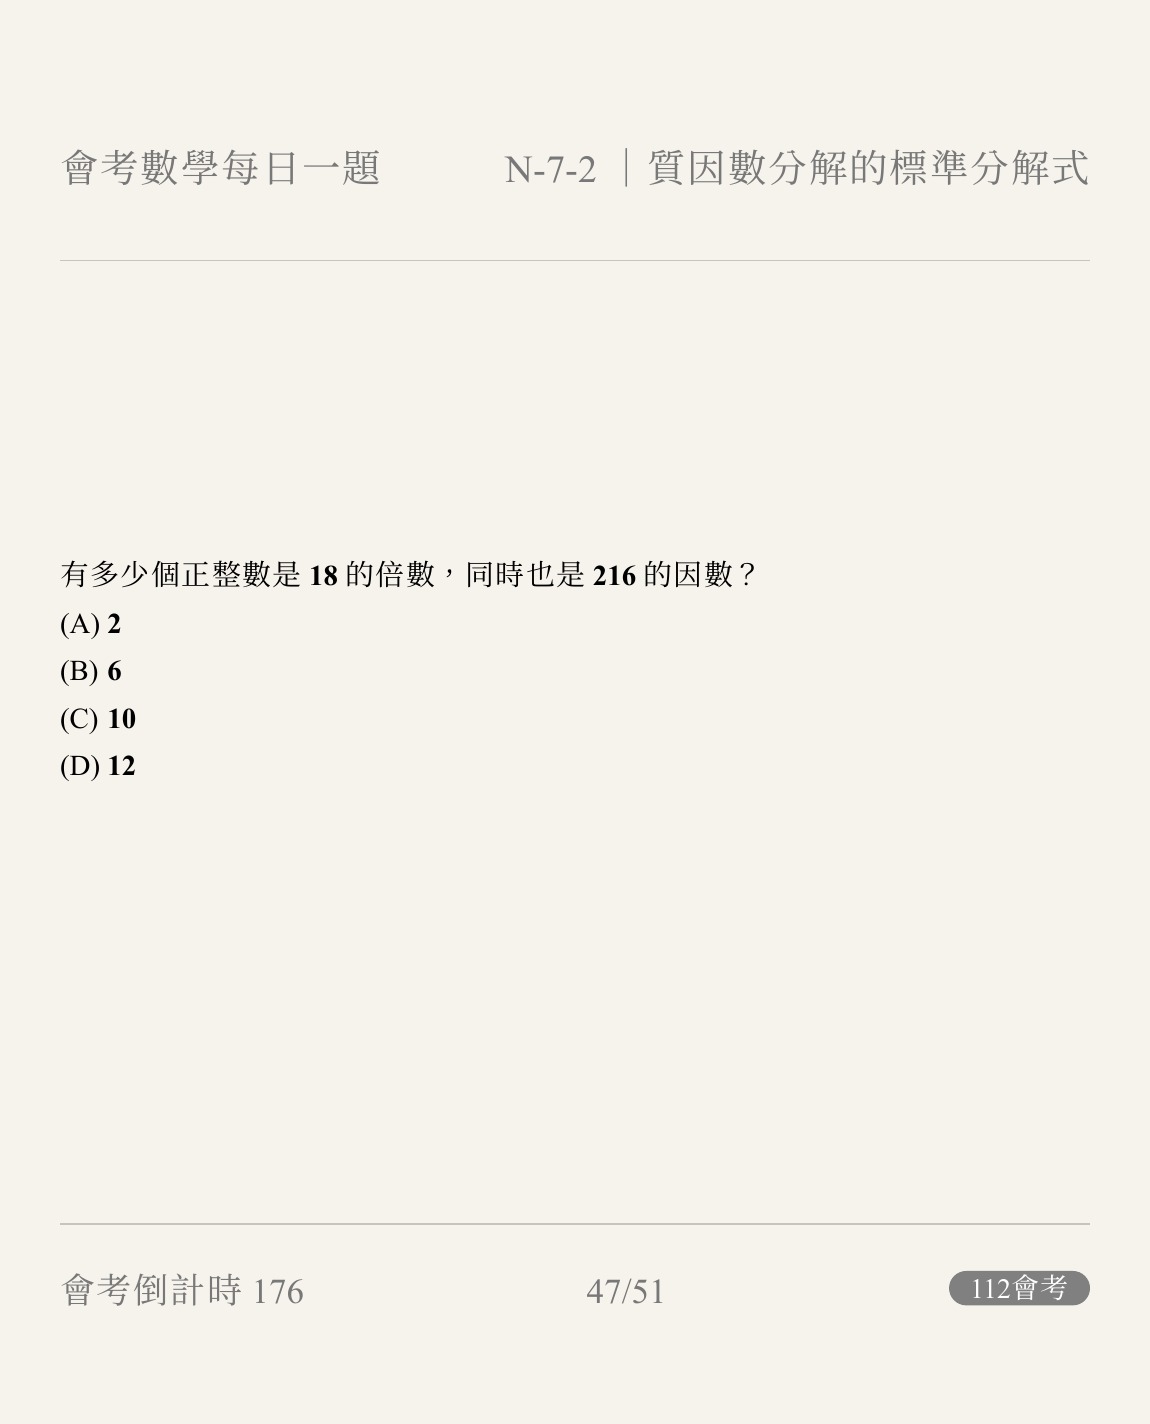 會考數學每日一題
N-7-2 ｜質因數分解的標準分解式
有多少個正整數是 18 的倍數，同時也是 216 的因數？
(A) 2
(B) 6
(C) 10
(D) 12
會考倒計時 176
47/51
112會考